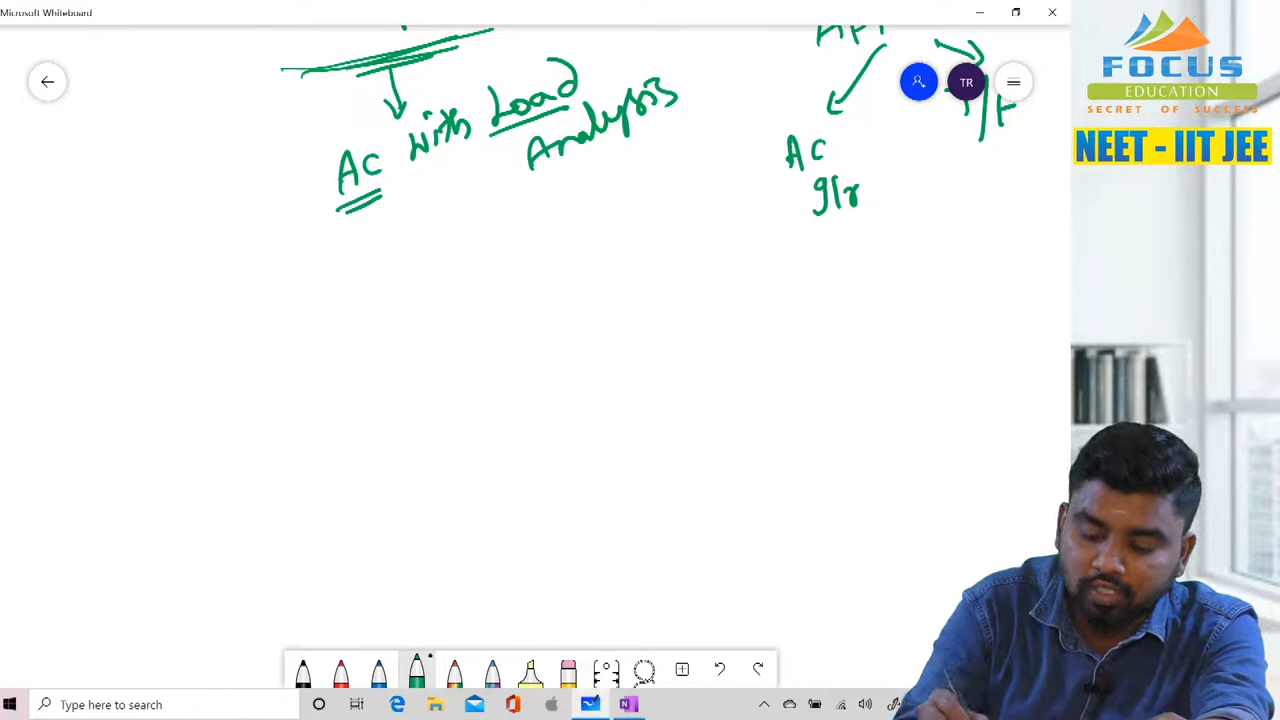 Microsoft Whiteboard
TR
FOCUS
EDUCATION
SECRET OF SUCCESS
NEET - IIT JEE
AC with Load
Analysis
AC
Type here to search